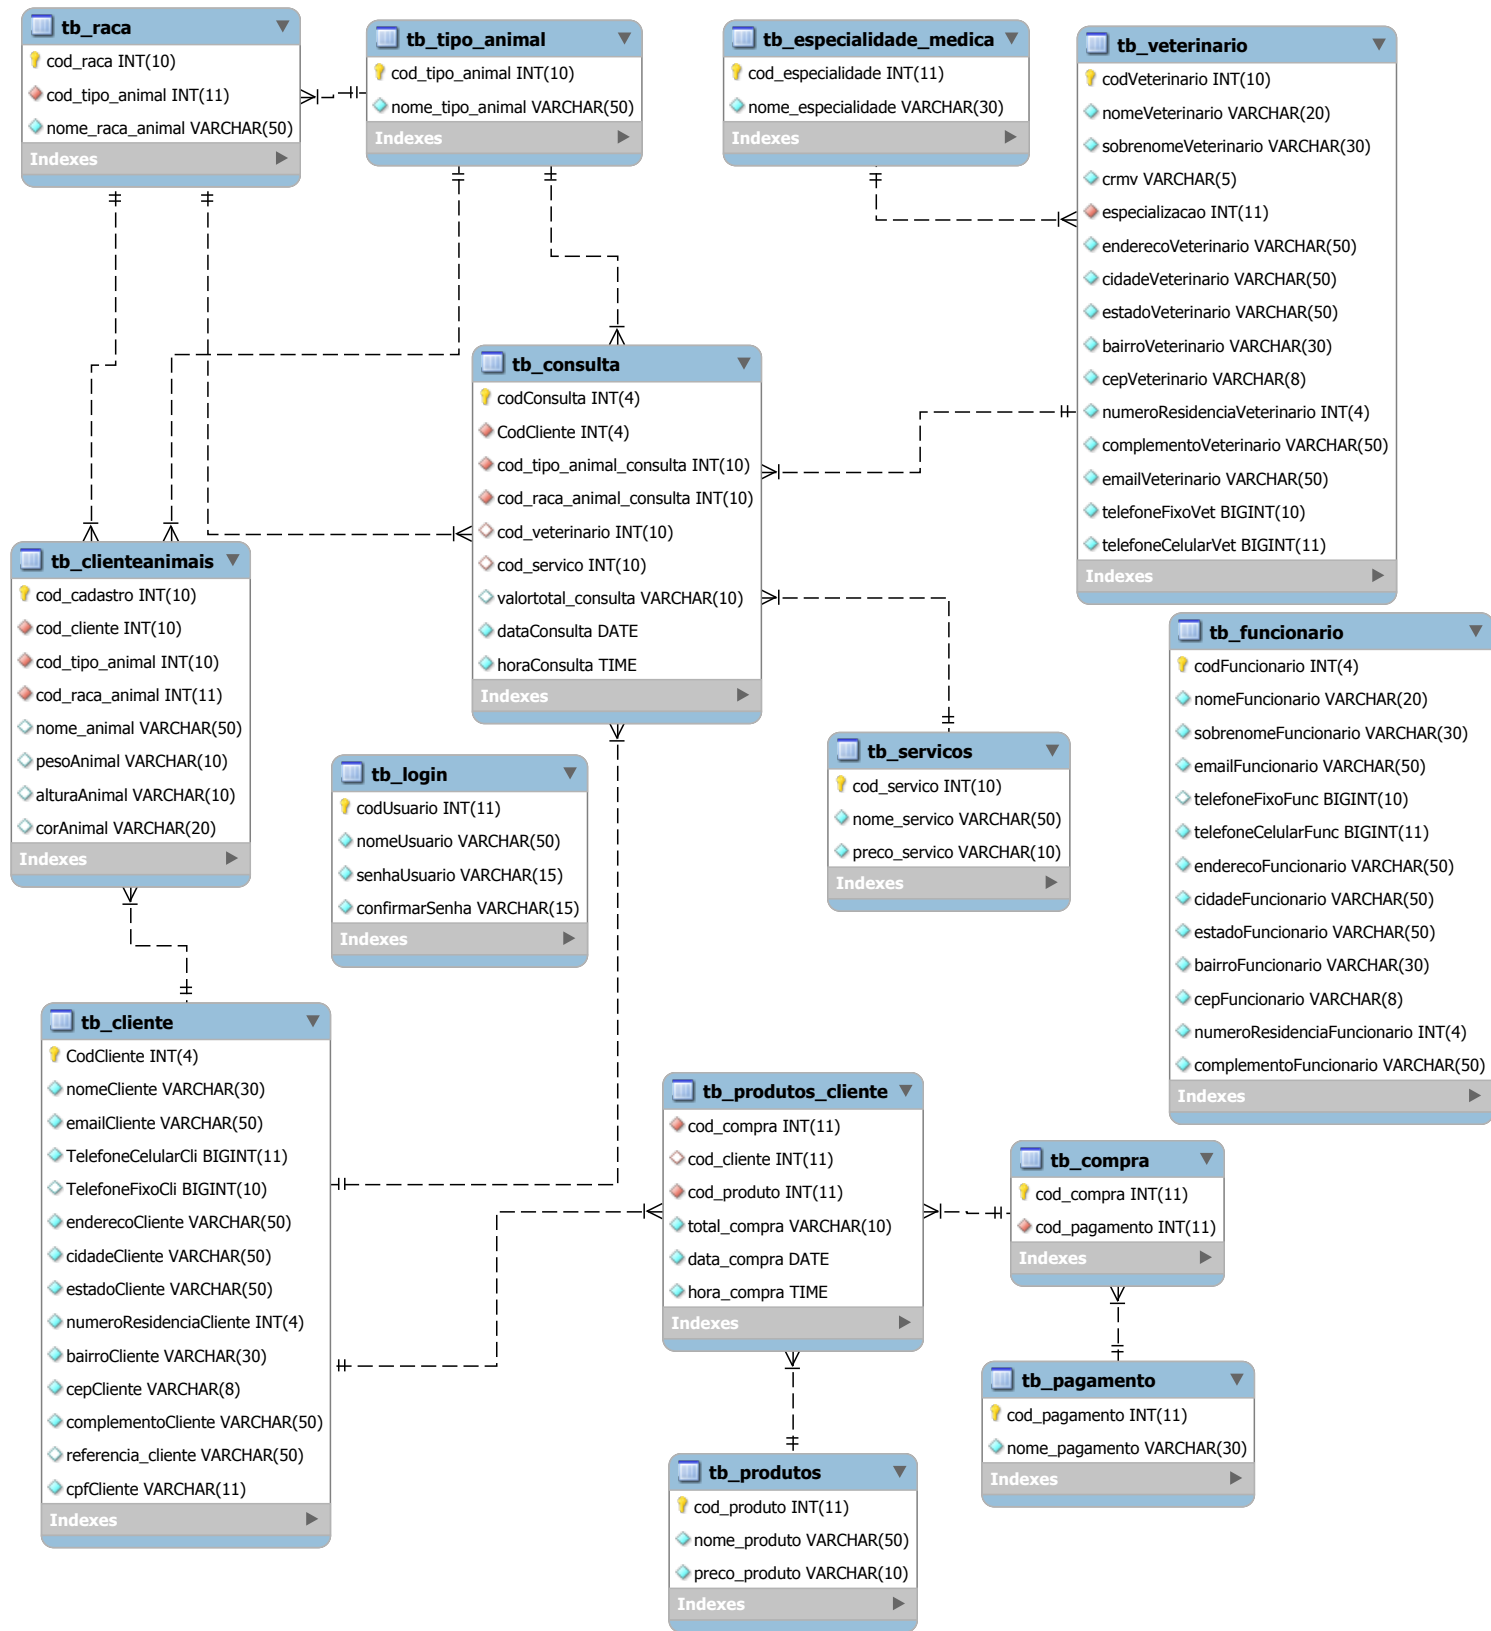 tb_raca
cod_raca INT(10)
cod_tipo_animal INT(11)
nome_raca_animal VARCHAR(50)
Indexes
tb_tipo_animal
cod_tipo_animal INT(10)
nome_tipo_animal VARCHAR(50)
Indexes
tb_especialidade_medica
cod_especialidade INT(11)
nome_especialidade VARCHAR(30)
Indexes
tb_veterinario
codVeterinario INT(10)
nomeVeterinario VARCHAR(20)
sobrenomeVeterinario VARCHAR(30)
crmv VARCHAR(5)
especializacao INT(11)
enderecoVeterinario VARCHAR(50)
cidadeVeterinario VARCHAR(50)
estadoVeterinario VARCHAR(50)
bairroVeterinario VARCHAR(30)
cepVeterinario VARCHAR(8)
numeroResidenciaVeterinario INT(4)
complementoVeterinario VARCHAR(50)
emailVeterinario VARCHAR(50)
telefoneFixoVet BIGINT(10)
telefoneCelularVet BIGINT(11)
Indexes
tb_consulta
codConsulta INT(4)
CodCliente INT(4)
cod_tipo_animal_consulta INT(10)
cod_raca_animal_consulta INT(10)
cod_veterinario INT(10)
cod_servico INT(10)
valortotal_consulta VARCHAR(10)
dataConsulta DATE
horaConsulta TIME
Indexes
tb_clienteanimais
cod_cadastro INT(10)
cod_cliente INT(10)
cod_tipo_animal INT(10)
cod_raca_animal INT(11)
nome_animal VARCHAR(50)
pesoAnimal VARCHAR(10)
alturaAnimal VARCHAR(10)
corAnimal VARCHAR(20)
Indexes
tb_funcionario
codFuncionario INT(4)
nomeFuncionario VARCHAR(20)
sobrenomeFuncionario VARCHAR(30)
emailFuncionario VARCHAR(50)
telefoneFixoFunc BIGINT(10)
telefoneCelularFunc BIGINT(11)
enderecoFuncionario VARCHAR(50)
cidadeFuncionario VARCHAR(50)
estadoFuncionario VARCHAR(50)
bairroFuncionario VARCHAR(30)
cepFuncionario VARCHAR(8)
numeroResidenciaFuncionario INT(4)
complementoFuncionario VARCHAR(50)
Indexes
tb_login
codUsuario INT(11)
nomeUsuario VARCHAR(50)
senhaUsuario VARCHAR(15)
confirmarSenha VARCHAR(15)
Indexes
tb_servicos
cod_servico INT(10)
nome_servico VARCHAR(50)
preco_servico VARCHAR(10)
Indexes
tb_cliente
CodCliente INT(4)
nomeCliente VARCHAR(30)
emailCliente VARCHAR(50)
TelefoneCelularCli BIGINT(11)
TelefoneFixoCli BIGINT(10)
enderecoCliente VARCHAR(50)
cidadeCliente VARCHAR(50)
estadoCliente VARCHAR(50)
numeroResidenciaCliente INT(4)
bairroCliente VARCHAR(30)
cepCliente VARCHAR(8)
complementoCliente VARCHAR(50)
referencia_cliente VARCHAR(50)
cpfCliente VARCHAR(11)
Indexes
tb_produtos_cliente
cod_compra INT(11)
cod_cliente INT(11)
cod_produto INT(11)
total_compra VARCHAR(10)
data_compra DATE
hora_compra TIME
Indexes
tb_compra
cod_compra INT(11)
cod_pagamento INT(11)
Indexes
tb_pagamento
cod_pagamento INT(11)
nome_pagamento VARCHAR(30)
Indexes
tb_produtos
cod_produto INT(11)
nome_produto VARCHAR(50)
preco_produto VARCHAR(10)
Indexes